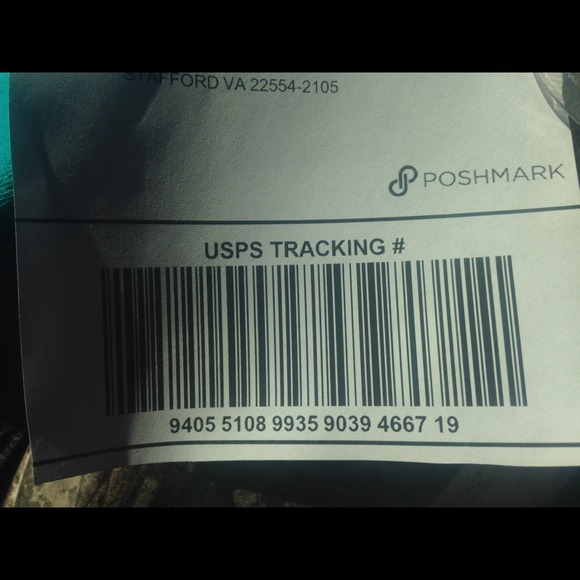 STAFFORD VA 22554-2105
POSHMARK
USPS TRACKING #
9405 5108 9935 9039 4667 19